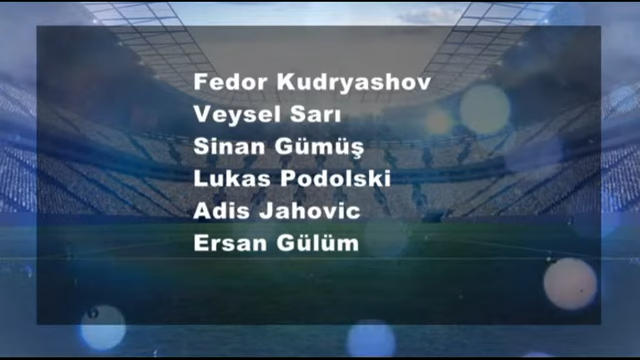 Fedor Kudryashov
Veysel Sarı
Sinan Gümüş
Lukas Podolski
Adis Jahovic
Ersan Gülüm